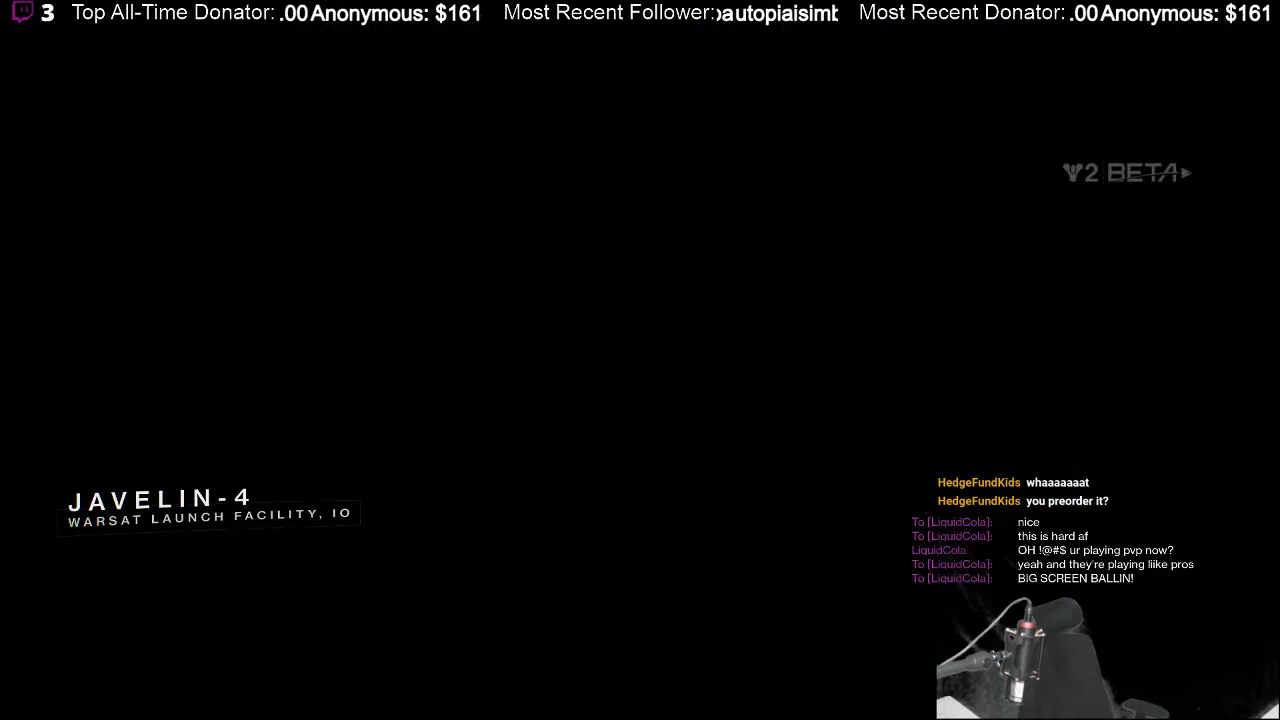 3 Top All-Time Donator: .00 Anonymous: $161 Most Recent Follower: autopiaisimt Most Recent Donator: .00 Anonymous: $161
2 BETA
JAVELIN-4
WARSAT LAUNCH FACILITY, IO
HedgeFundKids whaaaaaaat
HedgeFundKids you preorder it?
To [LiquidCola]: nice
To [LiquidCola]: this is hard af
LiquidCola OH !@#$ ur playing pvp now?
To [LiquidCola]: yeah and they're playing liike pros
To [LiquidCola]: BIG SCREEN BALLIN!